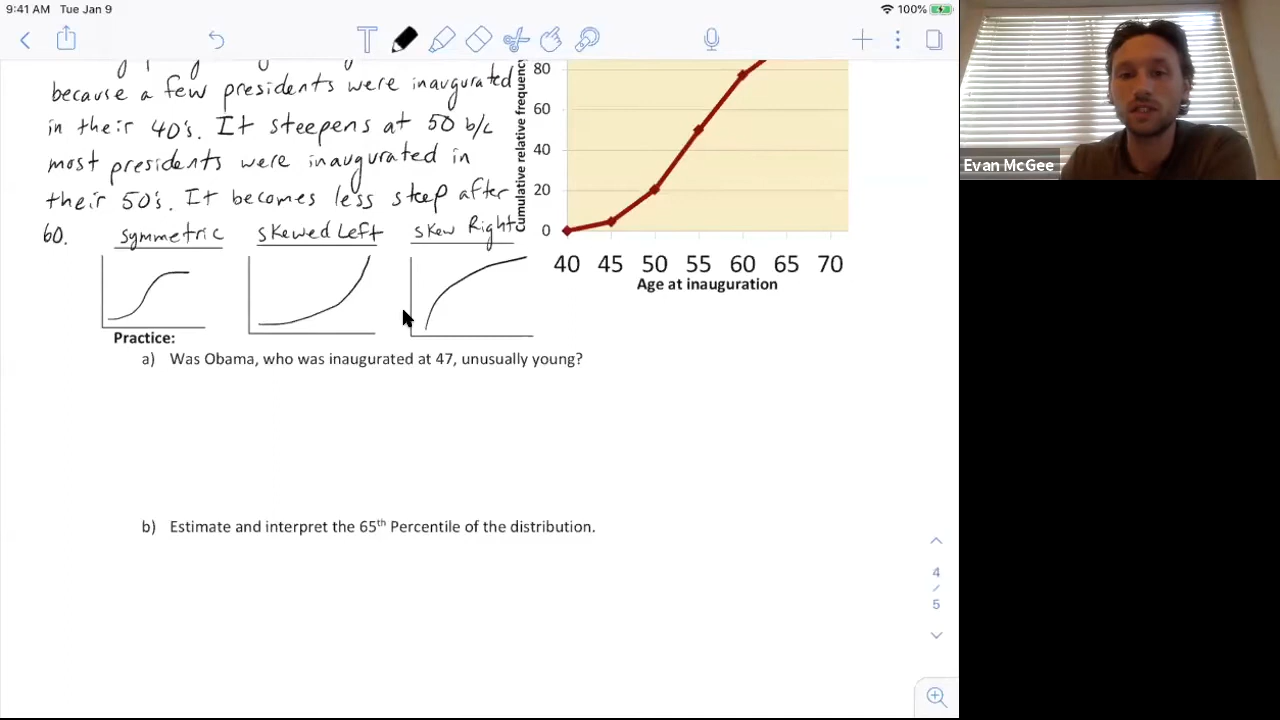 9:41 AM Tue Jan 9
100%
because a few presidents were inaugurated
in their 40's. It steepens at 50 b/c
most presidents were inaugurated in
their 50's. It becomes less steep after
60.
symmetric
skewed Left
skew Right
Practice:
a) Was Obama, who was inaugurated at 47, unusually young?
b) Estimate and interpret the 65th Percentile of the distribution.
Cumulative relative frequency
80
60
40
20
0
40 45 50 55 60 65 70
Age at inauguration
T
4
/
5
Evan McGee